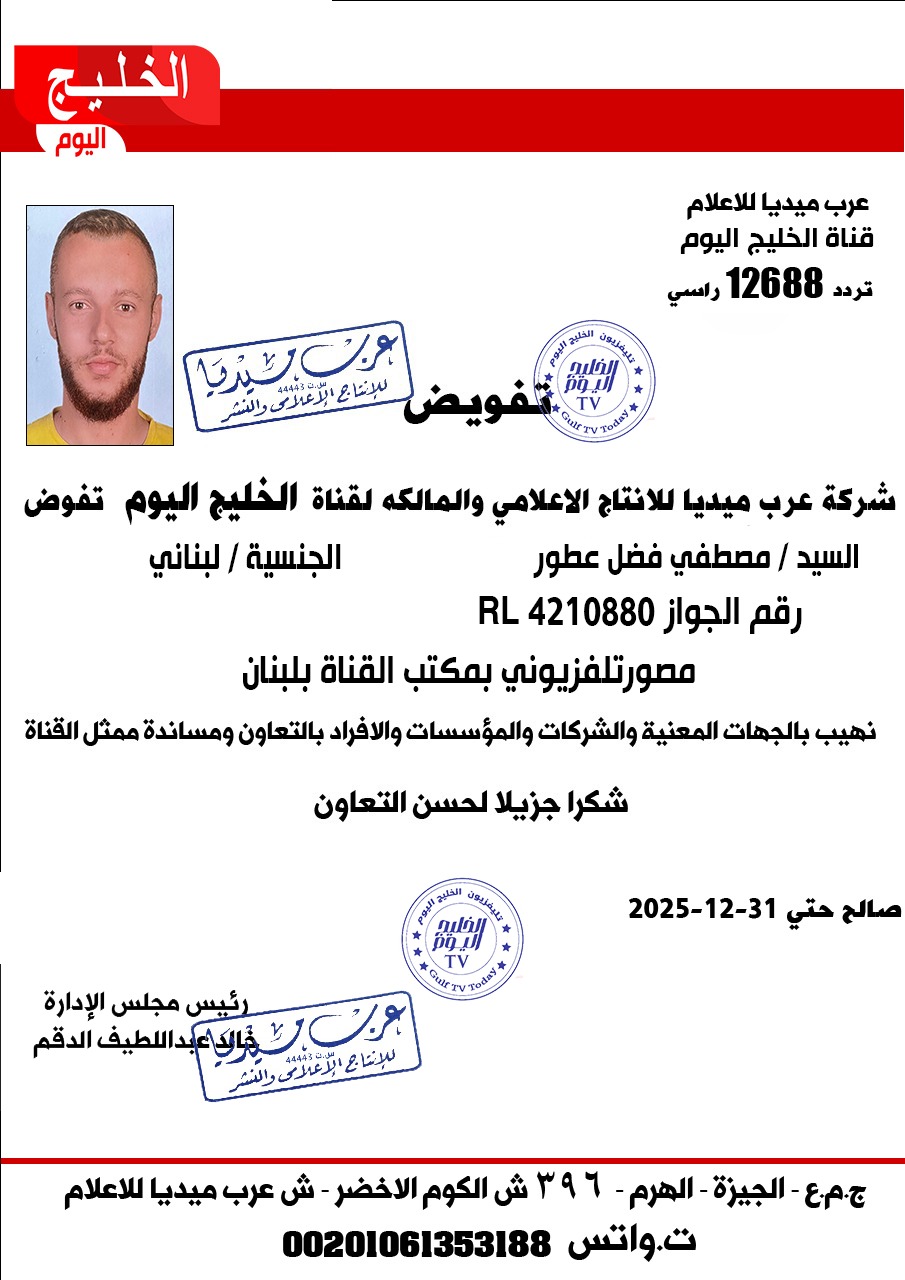 الخليج
اليوم
عرب ميديا للاعلام
قناة الخليج اليوم
تردد 12688 راسي
عرب ميديا
س.ت 44443
للإنتاج الإعلامى والنشر
تليفزيون الخليج اليوم
الخليج
اليوم
TV
Gulf TV Today
تفويض
شركة عرب ميديا للانتاج الاعلامي والمالكه لقناة الخليج اليوم تفوض
السيد / مصطفي فضل عطور الجنسية / لبناني
رقم الجواز RL 4210880
مصورتلفزيوني بمكتب القناة بلبنان
نهيب بالجهات المعنية والشركات والمؤسسات والافراد بالتعاون ومساندة ممثل القناة
شكرا جزيلا لحسن التعاون
صالح حتي 31-12-2025
تليفزيون الخليج اليوم
الخليج
اليوم
TV
Gulf TV Today
رئيس مجلس الإدارة
خالد عبداللطيف الدقم
عرب ميديا
س.ت 44443
للإنتاج الإعلامى والنشر
ج.م.ع - الجيزة - الهرم - ٣٩٦ ش الكوم الاخضر - ش عرب ميديا للاعلام
ت.واتس 00201061353188